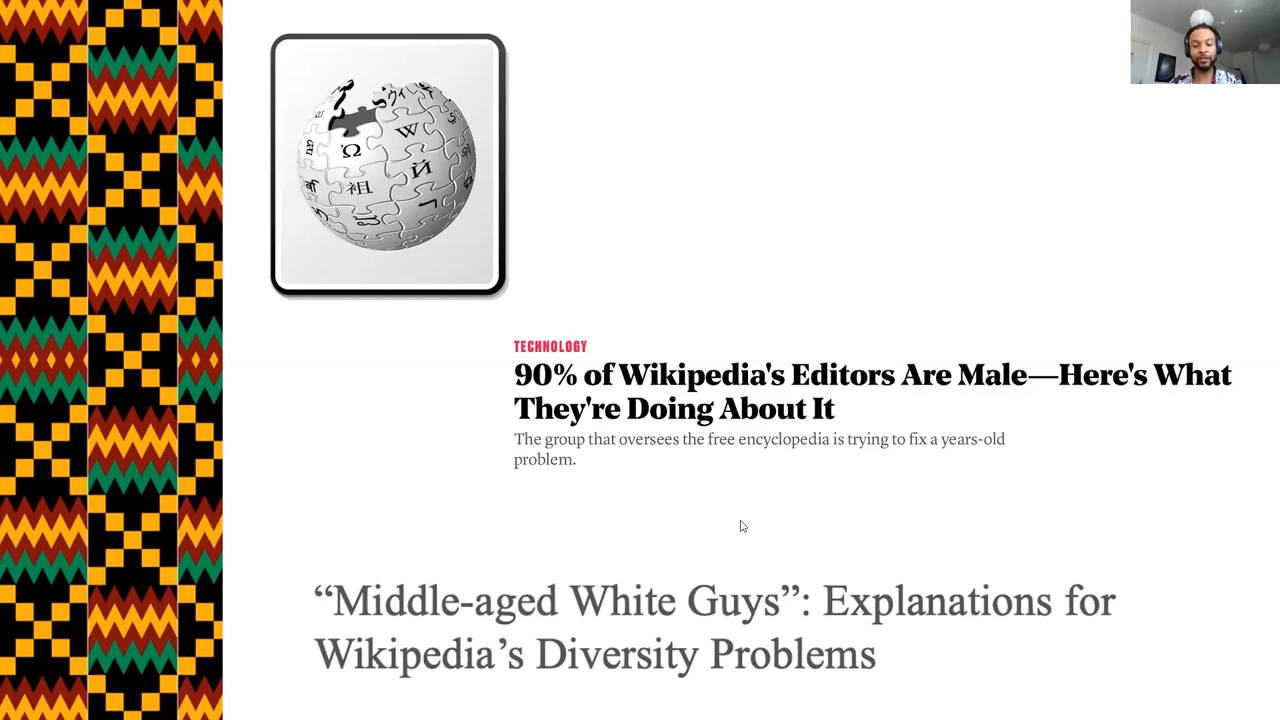 W
Ω
Й
祖
TECHNOLOGY
90% of Wikipedia's Editors Are Male—Here's What
They're Doing About It
The group that oversees the free encyclopedia is trying to fix a years-old
problem.
“Middle-aged White Guys”: Explanations for
Wikipedia’s Diversity Problems